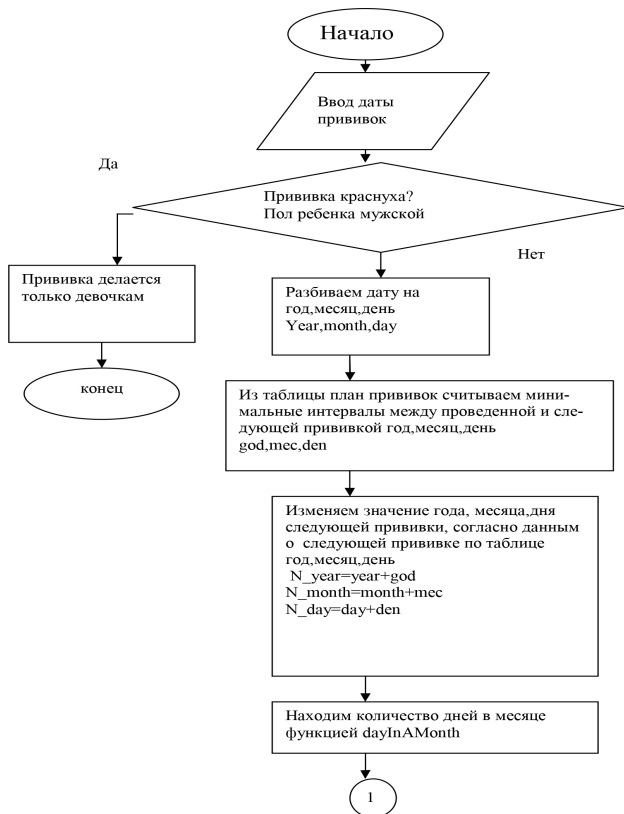 Начало
Ввод даты
прививок
Да
Прививка краснуха?
Пол ребенка мужской
Нет
Прививка делается
только девочкам
конец
Разбиваем дату на
год,месяц,день
Year,month,day
Из таблицы план прививок считываем мини-
мальные интервалы между проведенной и сле-
дующей прививкой год,месяц,день
god,mec,den
Изменяем значение года, месяца,дня
следующей прививки, согласно данным
о следующей прививке по таблице
год,месяц,день
N_year=year+god
N_month=month+mec
N_day=day+den
Находим количество дней в месяце
функцией dayInAMonth
1